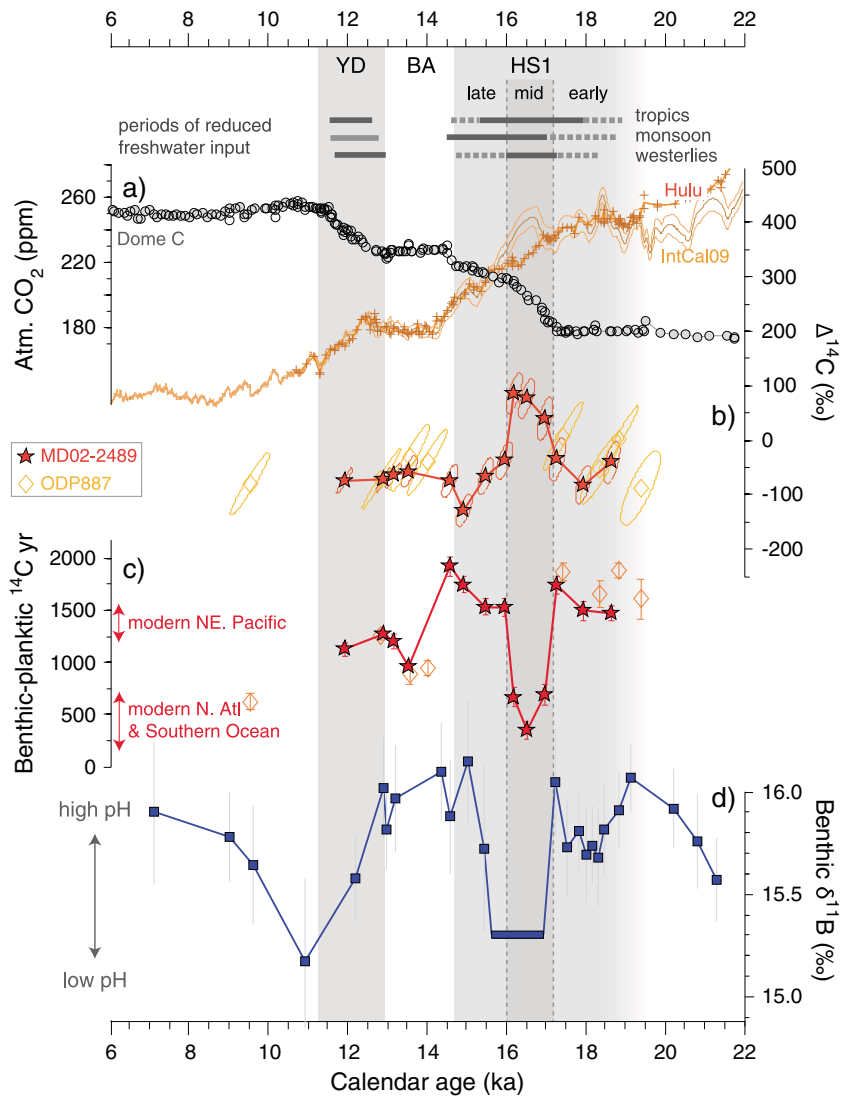 6 8 10 12 14 16 18 20 22
YD BA HS1
late mid early
periods of reduced
freshwater input
tropics
monsoon
westerlies
a)
260
220
180
Atm. CO2 (ppm)
Dome C
Hulu
IntCal09
500
400
300
200
100
0
-100
-200
Δ14C (‰)
b)
MD02-2489
ODP887
c)
2000
1500
1000
500
0
Benthic-planktic 14C yr
modern NE. Pacific
modern N. Atl
& Southern Ocean
d)
high pH
low pH
16.0
15.5
15.0
Benthic δ11B (‰)
6 8 10 12 14 16 18 20 22
Calendar age (ka)